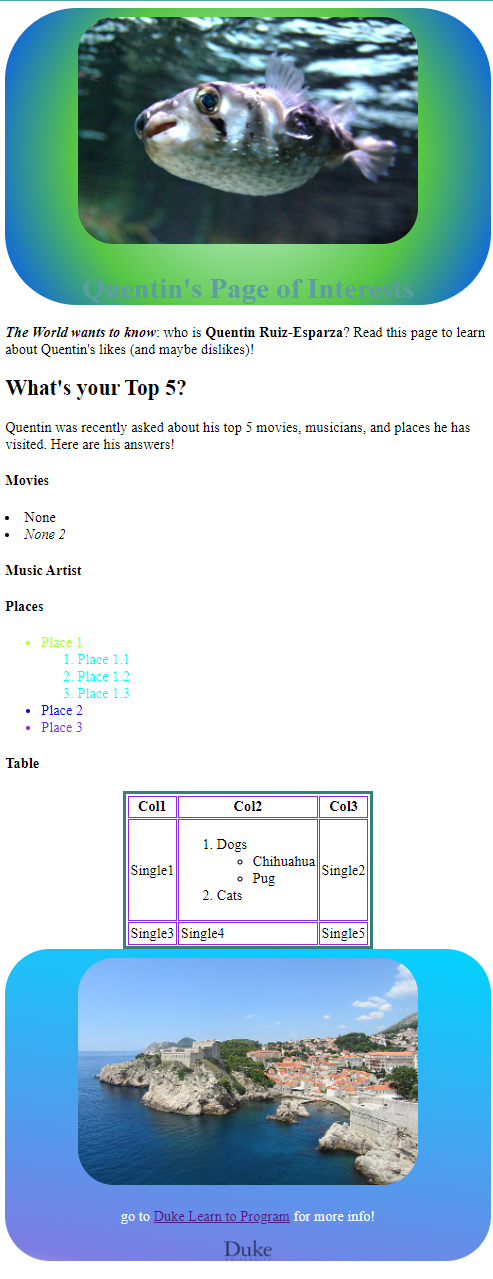 Quentin's Page of Interests
The World wants to know: who is Quentin Ruiz-Esparza? Read this page to learn
about Quentin's likes (and maybe dislikes)!
What's your Top 5?
Quentin was recently asked about his top 5 movies, musicians, and places he has
visited. Here are his answers!
Movies
• None
• None 2
Music Artist
Places
• Place 1
1. Place 1.1
2. Place 1.2
3. Place 1.3
• Place 2
• Place 3
Table
Col1 Col2 Col3
Single1
1. Dogs
Chihuahua
Pug
2. Cats
Single2
Single3 Single4 Single5
go to Duke Learn to Program for more info!
Duke